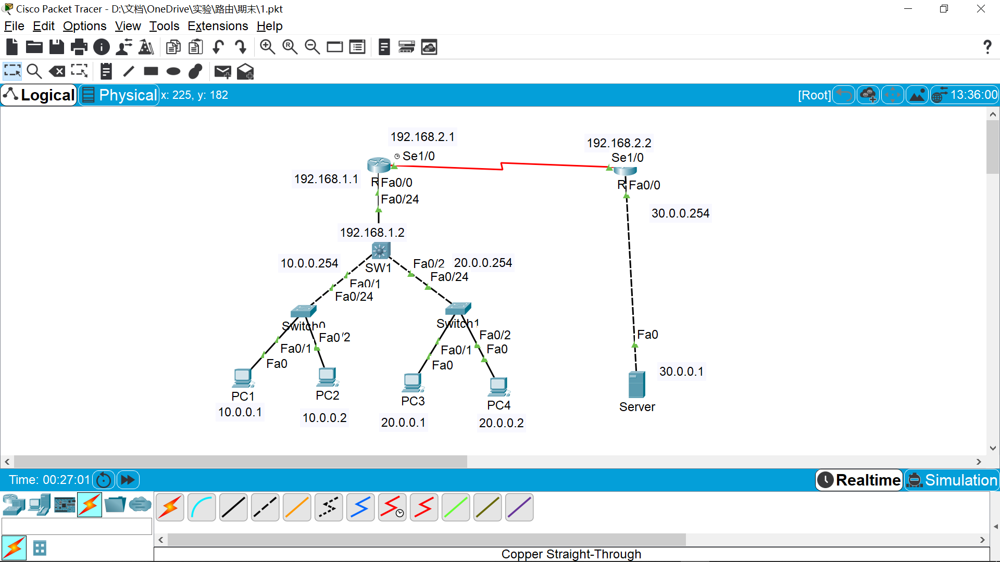 Cisco Packet Tracer - D:\文档\OneDrive\实验\路由\期末\1.pkt
File Edit Options View Tools Extensions Help
Logical Physical x: 225, y: 182 [Root] 13:36:00
192.168.2.1
192.168.2.2
Se1/0
Se1/0
192.168.1.1
R Fa0/0
R Fa0/0
Fa0/24
30.0.0.254
192.168.1.2
10.0.0.254
SW1
Fa0/2
20.0.0.254
Fa0/24
Fa0/1
Fa0/24
Switch0
Switch1
Fa0/2
Fa0/2
Fa0
Fa0/1
Fa0/1
Fa0
Fa0
Fa0
30.0.0.1
PC1
PC2
PC3
PC4
Server
10.0.0.1
10.0.0.2
20.0.0.1
20.0.0.2
Time: 00:27:01
Realtime Simulation
Copper Straight-Through